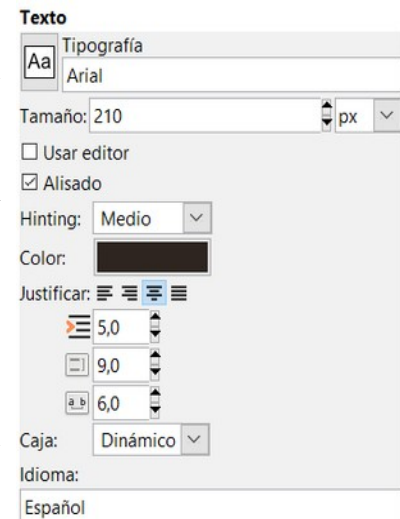 Texto
Tipografía
Aa
Arial
Tamaño: 210 px
Usar editor
Alisado
Hinting: Medio
Color:
Justificar:
5,0
9,0
a b 6,0
Caja: Dinámico
Idioma:
Español